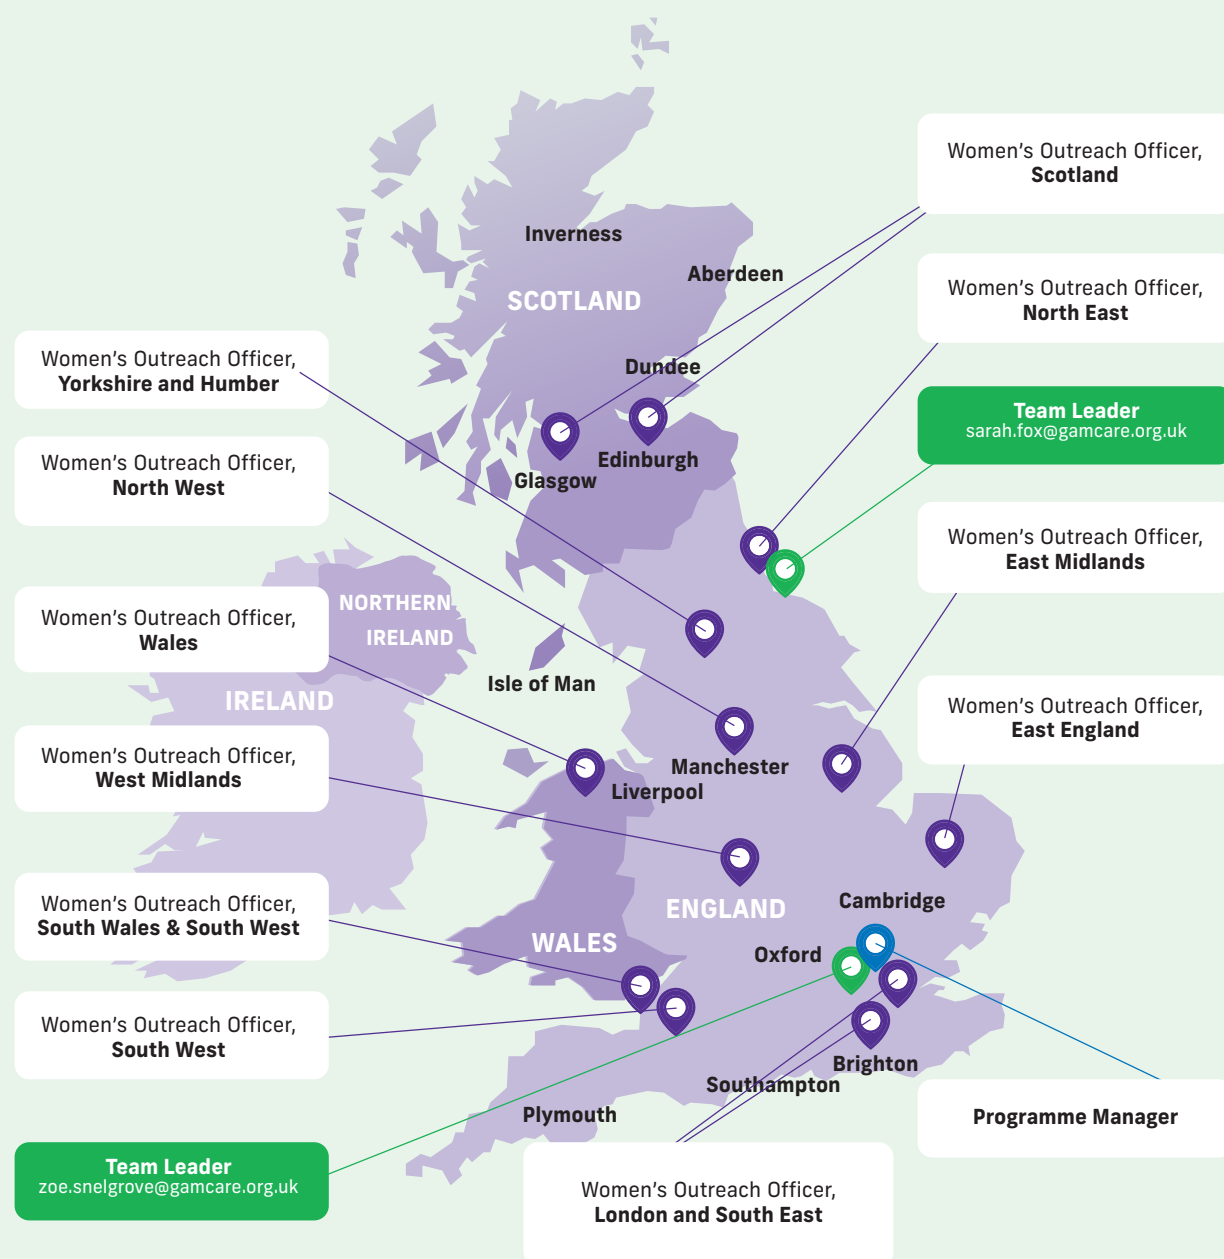 Women’s Outreach Officer,
Scotland
Inverness
Aberdeen
Women’s Outreach Officer,
North East
SCOTLAND
Women’s Outreach Officer,
Yorkshire and Humber
Dundee
Team Leader
sarah.fox@gamcare.org.uk
Women’s Outreach Officer,
North West
Edinburgh
Glasgow
Women’s Outreach Officer,
East Midlands
Women’s Outreach Officer,
Wales
NORTHERN
IRELAND
Isle of Man
IRELAND
Women’s Outreach Officer,
East England
Women’s Outreach Officer,
West Midlands
Manchester
Liverpool
Women’s Outreach Officer,
South Wales & South West
ENGLAND
Cambridge
WALES
Oxford
Women’s Outreach Officer,
South West
Brighton
Southampton
Plymouth
Programme Manager
Team Leader
zoe.snelgrove@gamcare.org.uk
Women’s Outreach Officer,
London and South East